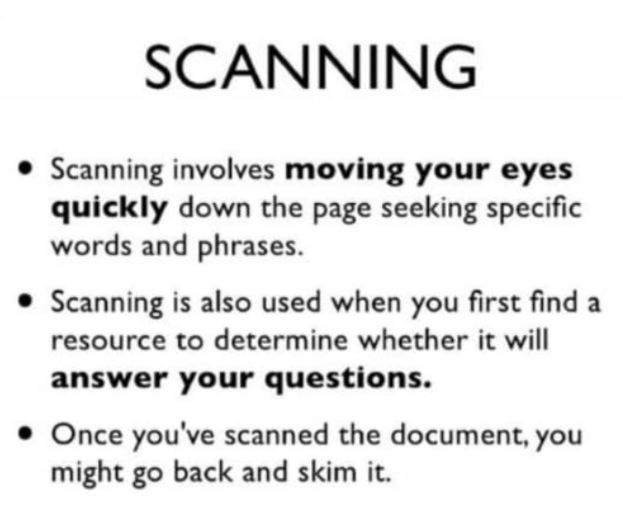 SCANNING
• Scanning involves moving your eyes
quickly down the page seeking specific
words and phrases.
• Scanning is also used when you first find a
resource to determine whether it will
answer your questions.
• Once you've scanned the document, you
might go back and skim it.